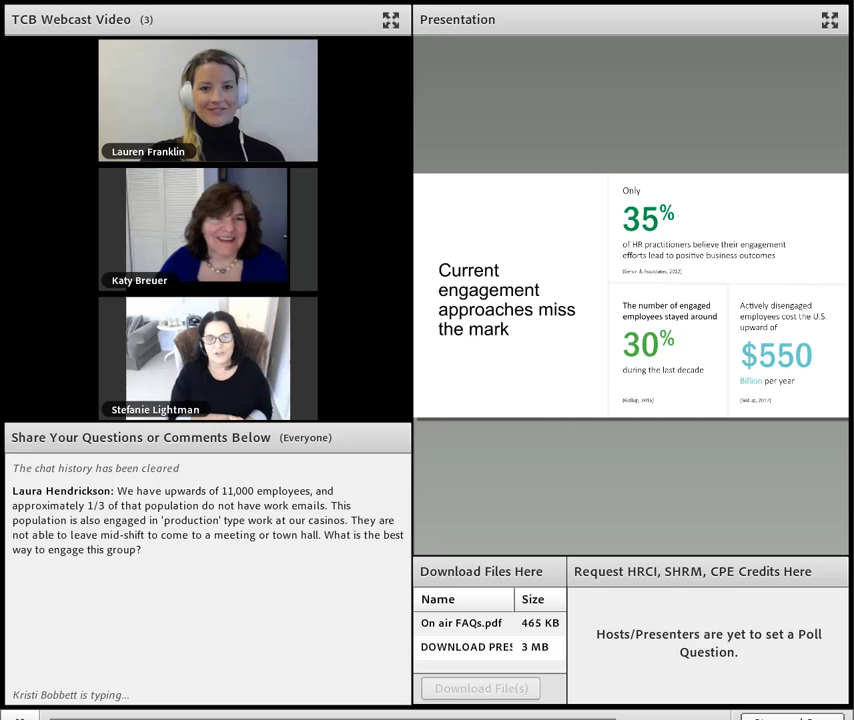 TCB Webcast Video (3)
Lauren Franklin
Katy Breuer
Stefanie Lightman
Share Your Questions or Comments Below (Everyone)
The chat history has been cleared
Laura Hendrickson: We have upwards of 11,000 employees, and
approximately 1/3 of that population do not have work emails. This
population is also engaged in 'production' type work at our casinos. They are
not able to leave mid-shift to come to a meeting or town hall. What is the best
way to engage this group?
Kristi Bobbett is typing...
Presentation
Current
engagement
approaches miss
the mark
Only
35%
of HR practitioners believe their engagement
efforts lead to positive business outcomes
The number of engaged
employees stayed around
30%
during the last decade
Actively disengaged
employees cost the U.S.
upward of
$550
Billion per year
Download Files Here
Name Size
On air FAQs.pdf 465 KB
DOWNLOAD PRES 3 MB
Download File(s)
Request HRCI, SHRM, CPE Credits Here
Hosts/Presenters are yet to set a Poll
Question.